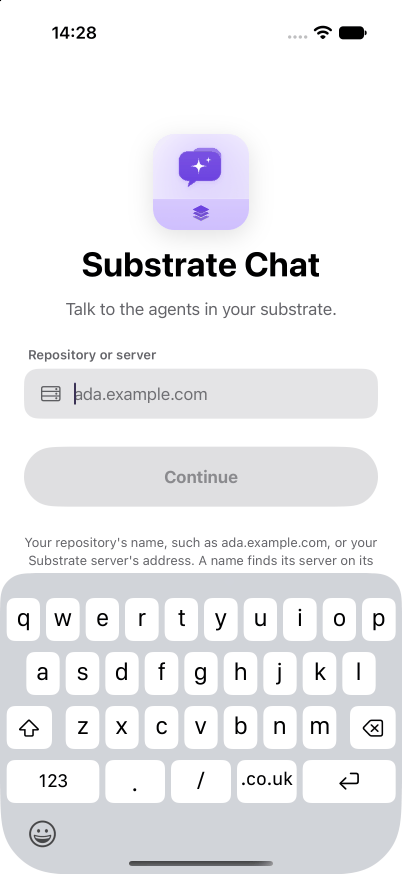 14:28
Substrate Chat
Talk to the agents in your substrate.
Repository or server
ada.example.com
Continue
Your repository's name, such as ada.example.com, or your
Substrate server's address. A name finds its server on its
q w e r t y u i o p
a s d f g h j k l
z x c v b n m
123 . / .co.uk